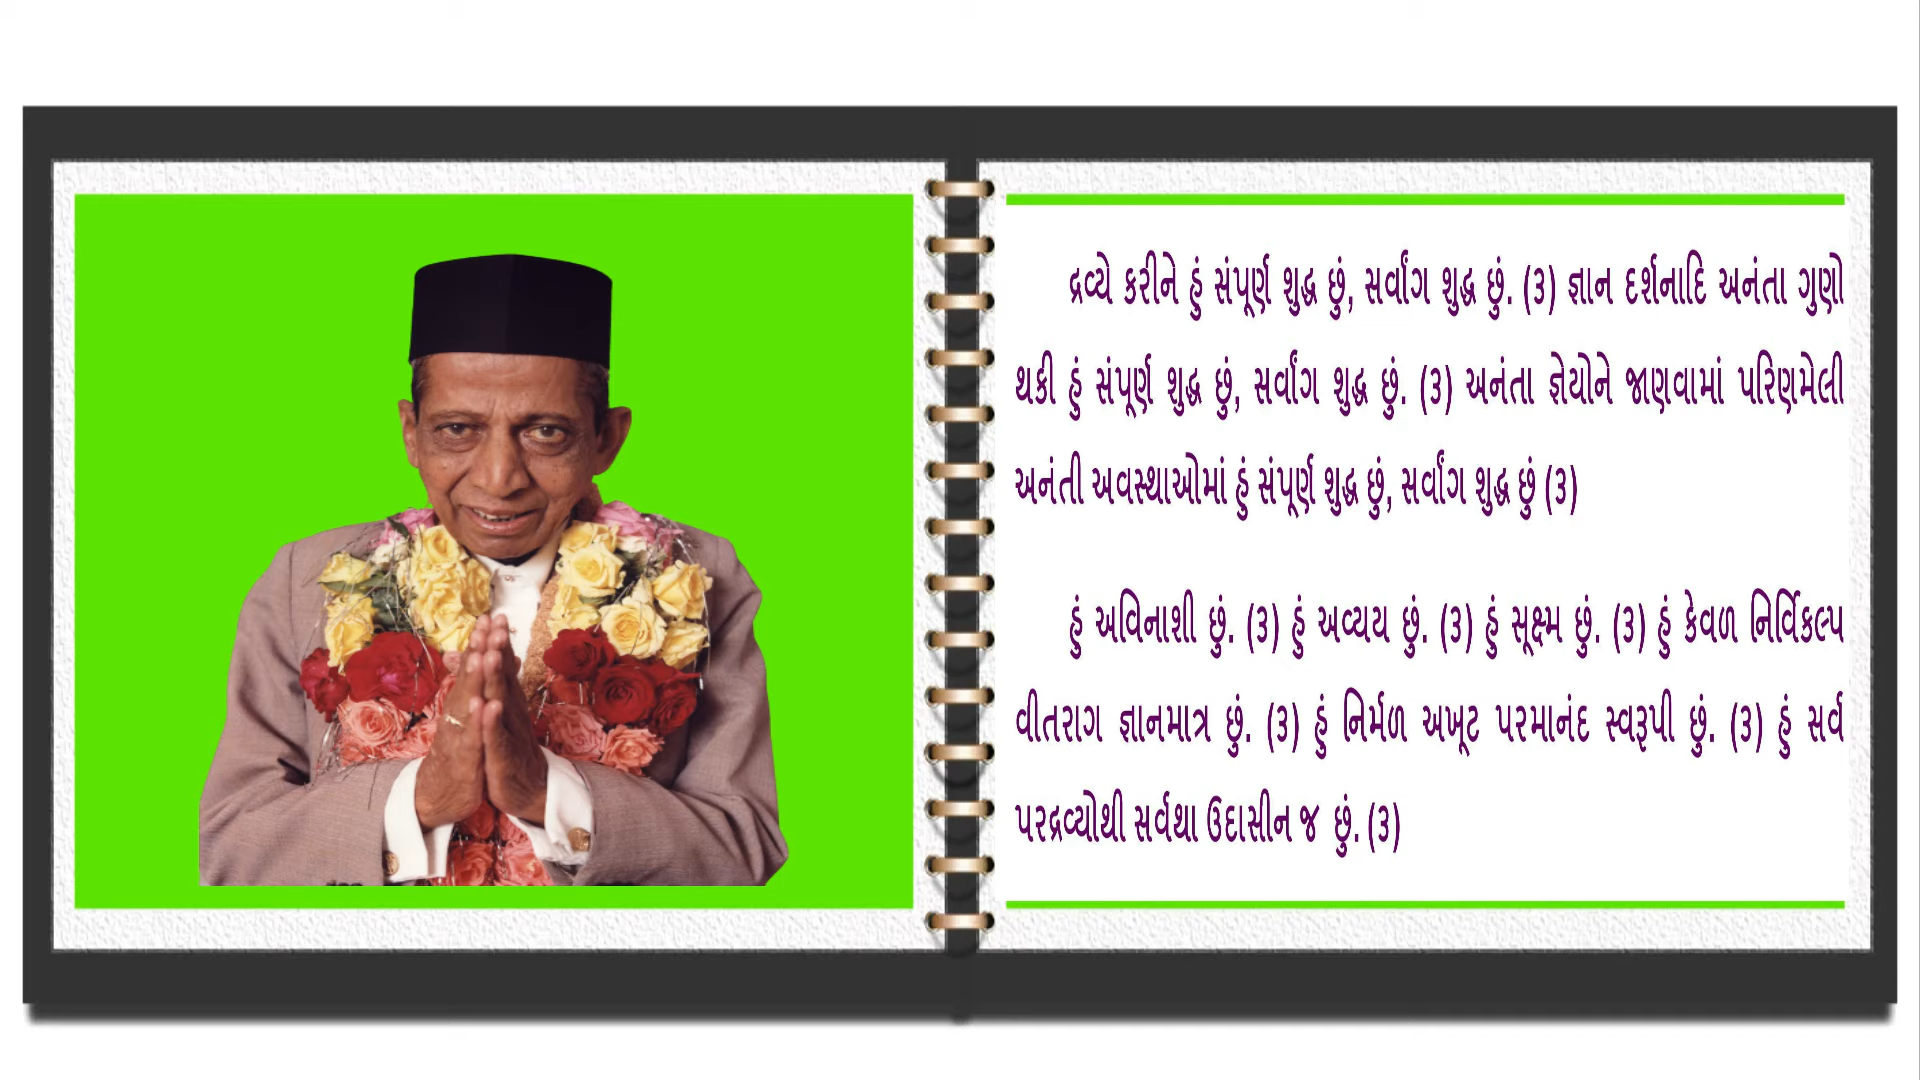 દ્રવ્યે કરીને હું સંપૂર્ણ શુદ્ધ છું, સર્વાંગ શુદ્ધ છું. (૩) જ્ઞાન દર્શનાદિ અનંતા ગુણો
થકી હું સંપૂર્ણ શુદ્ધ છું, સર્વાંગ શુદ્ધ છું. (૩) અનંતા જ્ઞેયોને જાણવામાં પરિણમેલી
અનંતી અવસ્થાઓમાં હું સંપૂર્ણ શુદ્ધ છું, સર્વાંગ શુદ્ધ છું (૩)
હું અવિનાશી છું. (૩) હું અવ્યય છું. (૩) હું સૂક્ષ્મ છું. (૩) હું કેવળ નિર્વિકલ્પ
વીતરાગ જ્ઞાનમાત્ર છું. (૩) હું નિર્મળ અખૂટ પરમાનંદ સ્વરૂપી છું. (૩) હું સર્વ
પરદ્રવ્યોથી સર્વથા ઉદાસીન જ છું. (૩)